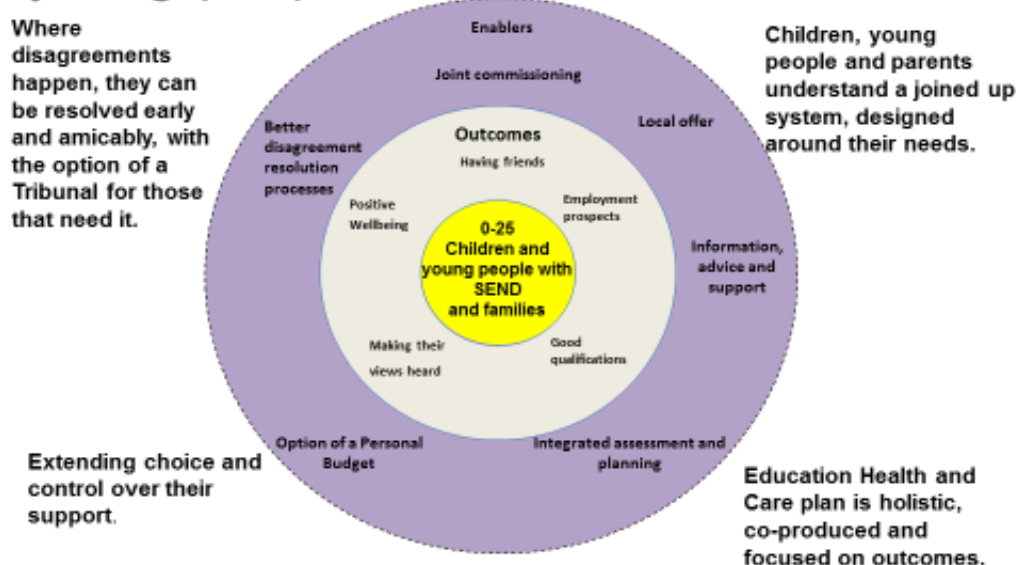 Where
disagreements
happen, they can
be resolved early
and amicably, with
the option of a
Tribunal for those
that need it.
Enablers
Joint commissioning
Local offer
Better
disagreement
resolution
processes
Information,
advice and
support
Option of a Personal
Budget
Integrated assessment and
planning
Outcomes
Having friends
Positive
Wellbeing
Employment
prospects
Making their
views heard
Good
qualifications
0-25
Children and
young people with
SEND
and families
Children, young
people and parents
understand a joined up
system, designed
around their needs.
Extending choice and
control over their
support.
Education Health and
Care plan is holistic,
co-produced and
focused on outcomes.